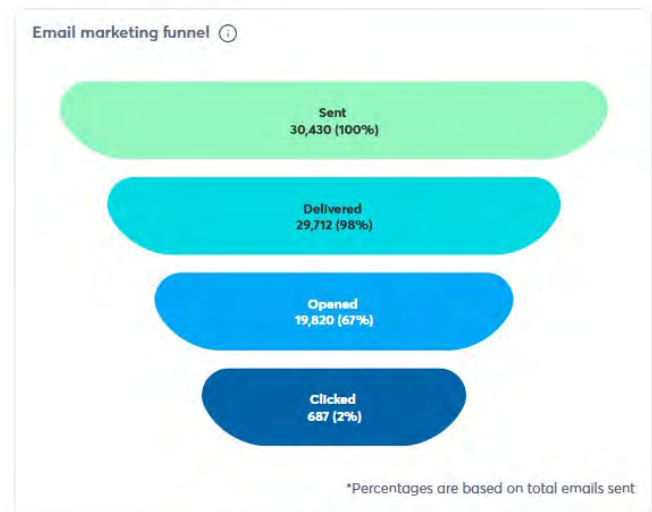 Email marketing funnel
Sent
30,430 (100%)
Delivered
29,712 (98%)
Opened
19,820 (67%)
Clicked
687 (2%)
*Percentages are based on total emails sent